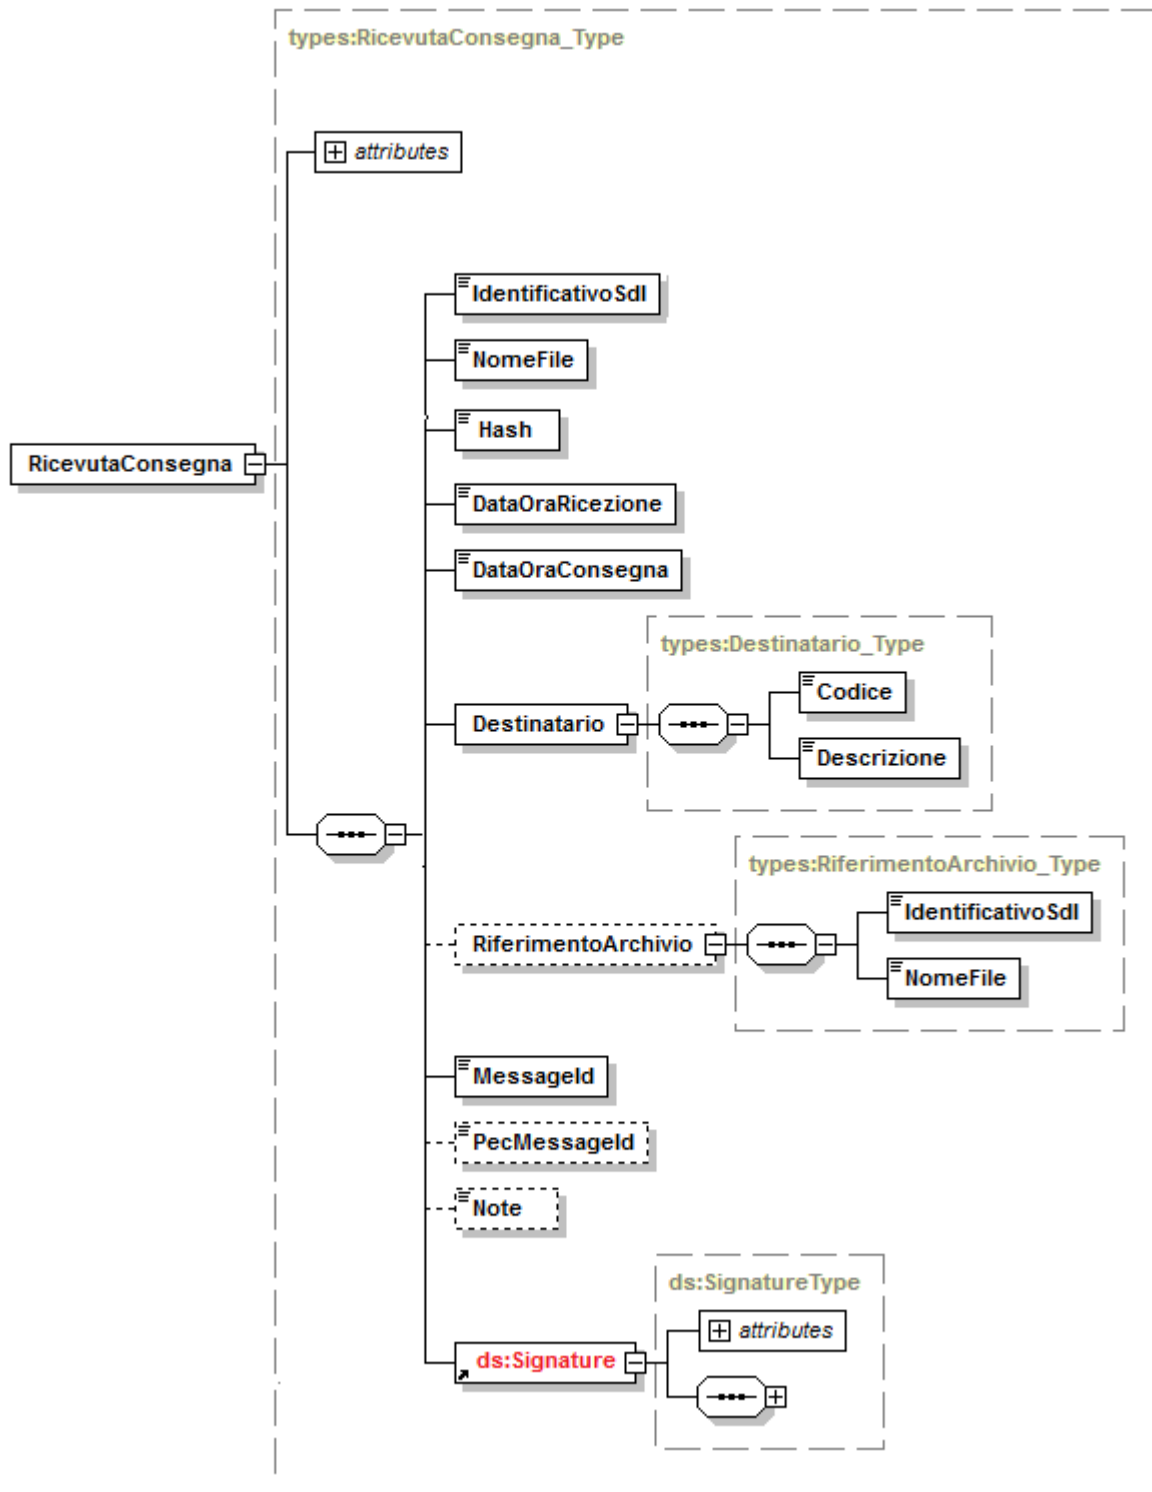 types:RicevutaConsegna_Type
attributes
IdentificativoSdI
NomeFile
Hash
RicevutaConsegna
DataOraRicezione
DataOraConsegna
types:Destinatario_Type
Codice
Destinatario
Descrizione
types:RiferimentoArchivio_Type
IdentificativoSdI
RiferimentoArchivio
NomeFile
MessageId
PecMessageId
Note
ds:SignatureType
attributes
ds:Signature